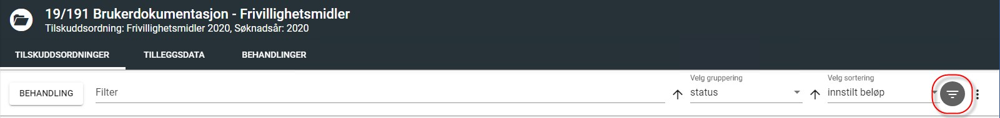 19/191 Brukerdokumentasjon - Frivillighetsmidler
Tilskuddsordning: Frivillighetsmidler 2020, Søknadsår: 2020
TILSKUDDSORDNINGER TILLEGGSDATA BEHANDLINGER
Velg gruppering Velg sortering
BEHANDLING Filter status innstilt beløp